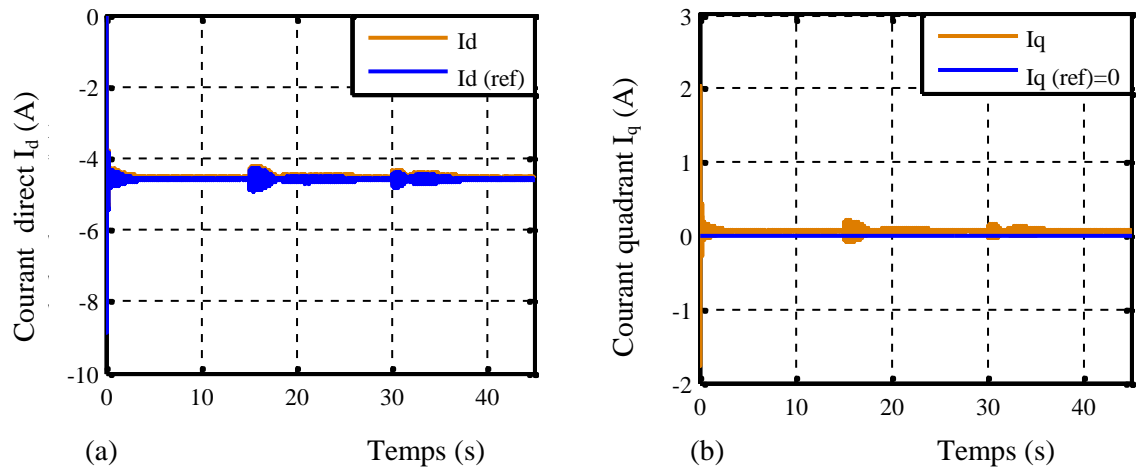 0
-2
-4
-6
-8
-10
0 10 20 30 40
Courant direct I_d (A)
Id
Id (ref)
(a) Temps (s)
3
2
1
0
-1
-2
0 10 20 30 40
Courant quadrant I_q (A)
Iq
Iq (ref)=0
(b) Temps (s)